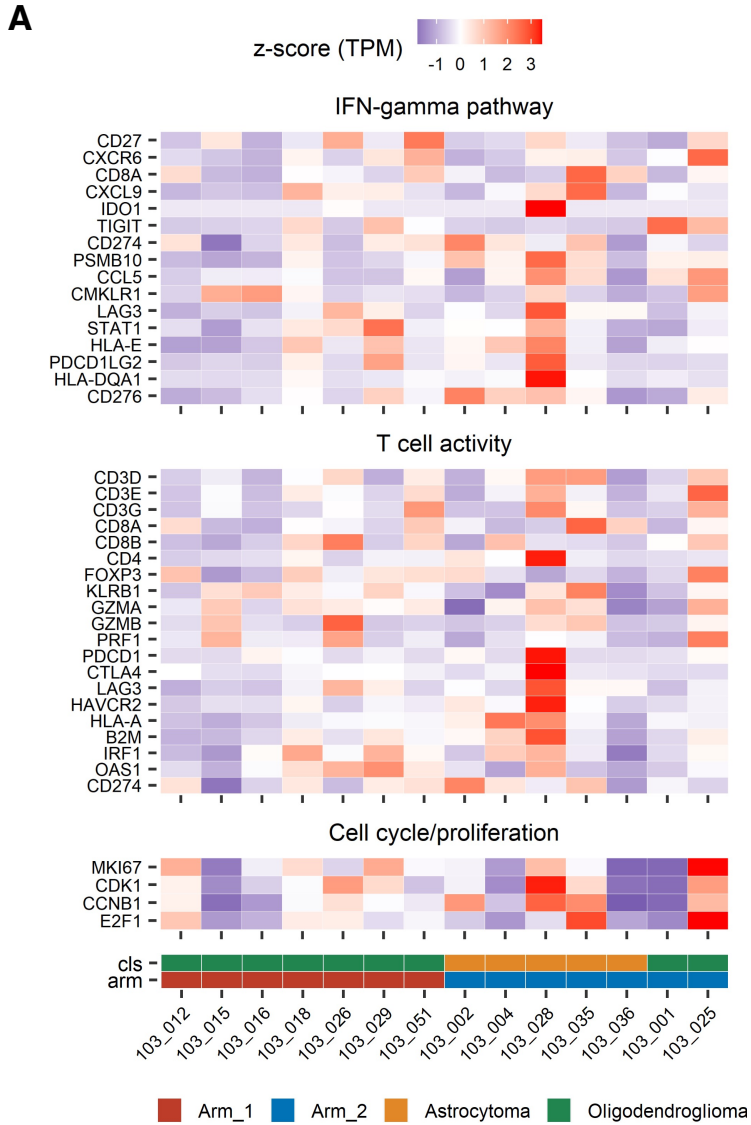 A
z-score (TPM)
-1 0 1 2 3
IFN-gamma pathway
CD27
CXCR6
CD8A
CXCL9
IDO1
TIGIT
CD274
PSMB10
CCL5
CMKLR1
LAG3
STAT1
HLA-E
PDCD1LG2
HLA-DQA1
CD276
T cell activity
CD3D
CD3E
CD3G
CD8A
CD8B
CD4
FOXP3
KLRB1
GZMA
GZMB
PRF1
PDCD1
CTLA4
LAG3
HAVCR2
HLA-A
B2M
IRF1
OAS1
CD274
Cell cycle/proliferation
MKI67
CDK1
CCNB1
E2F1
cls
arm
103_012 103_015 103_016 103_018 103_026 103_029 103_051 103_002 103_004 103_028 103_035 103_036 103_001 103_025
Arm_1 Arm_2 Astrocytoma Oligodendroglioma